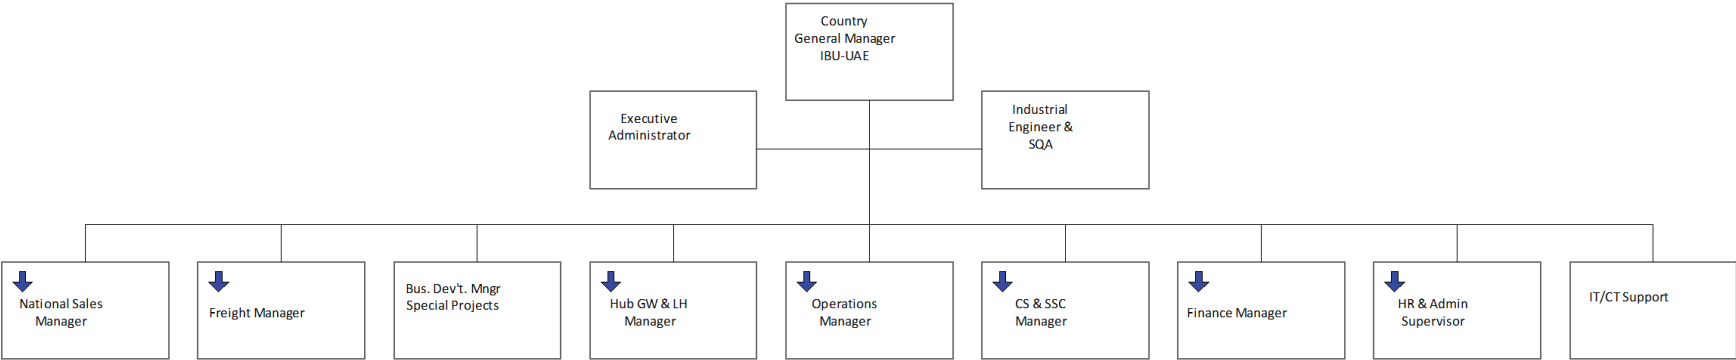 Country
General Manager
IBU-UAE
Executive
Administrator
Industrial
Engineer &
SQA
National Sales
Manager
Freight Manager
Bus. Dev't. Mngr
Special Projects
Hub GW & LH
Manager
Operations
Manager
CS & SSC
Manager
Finance Manager
HR & Admin
Supervisor
IT/CT Support